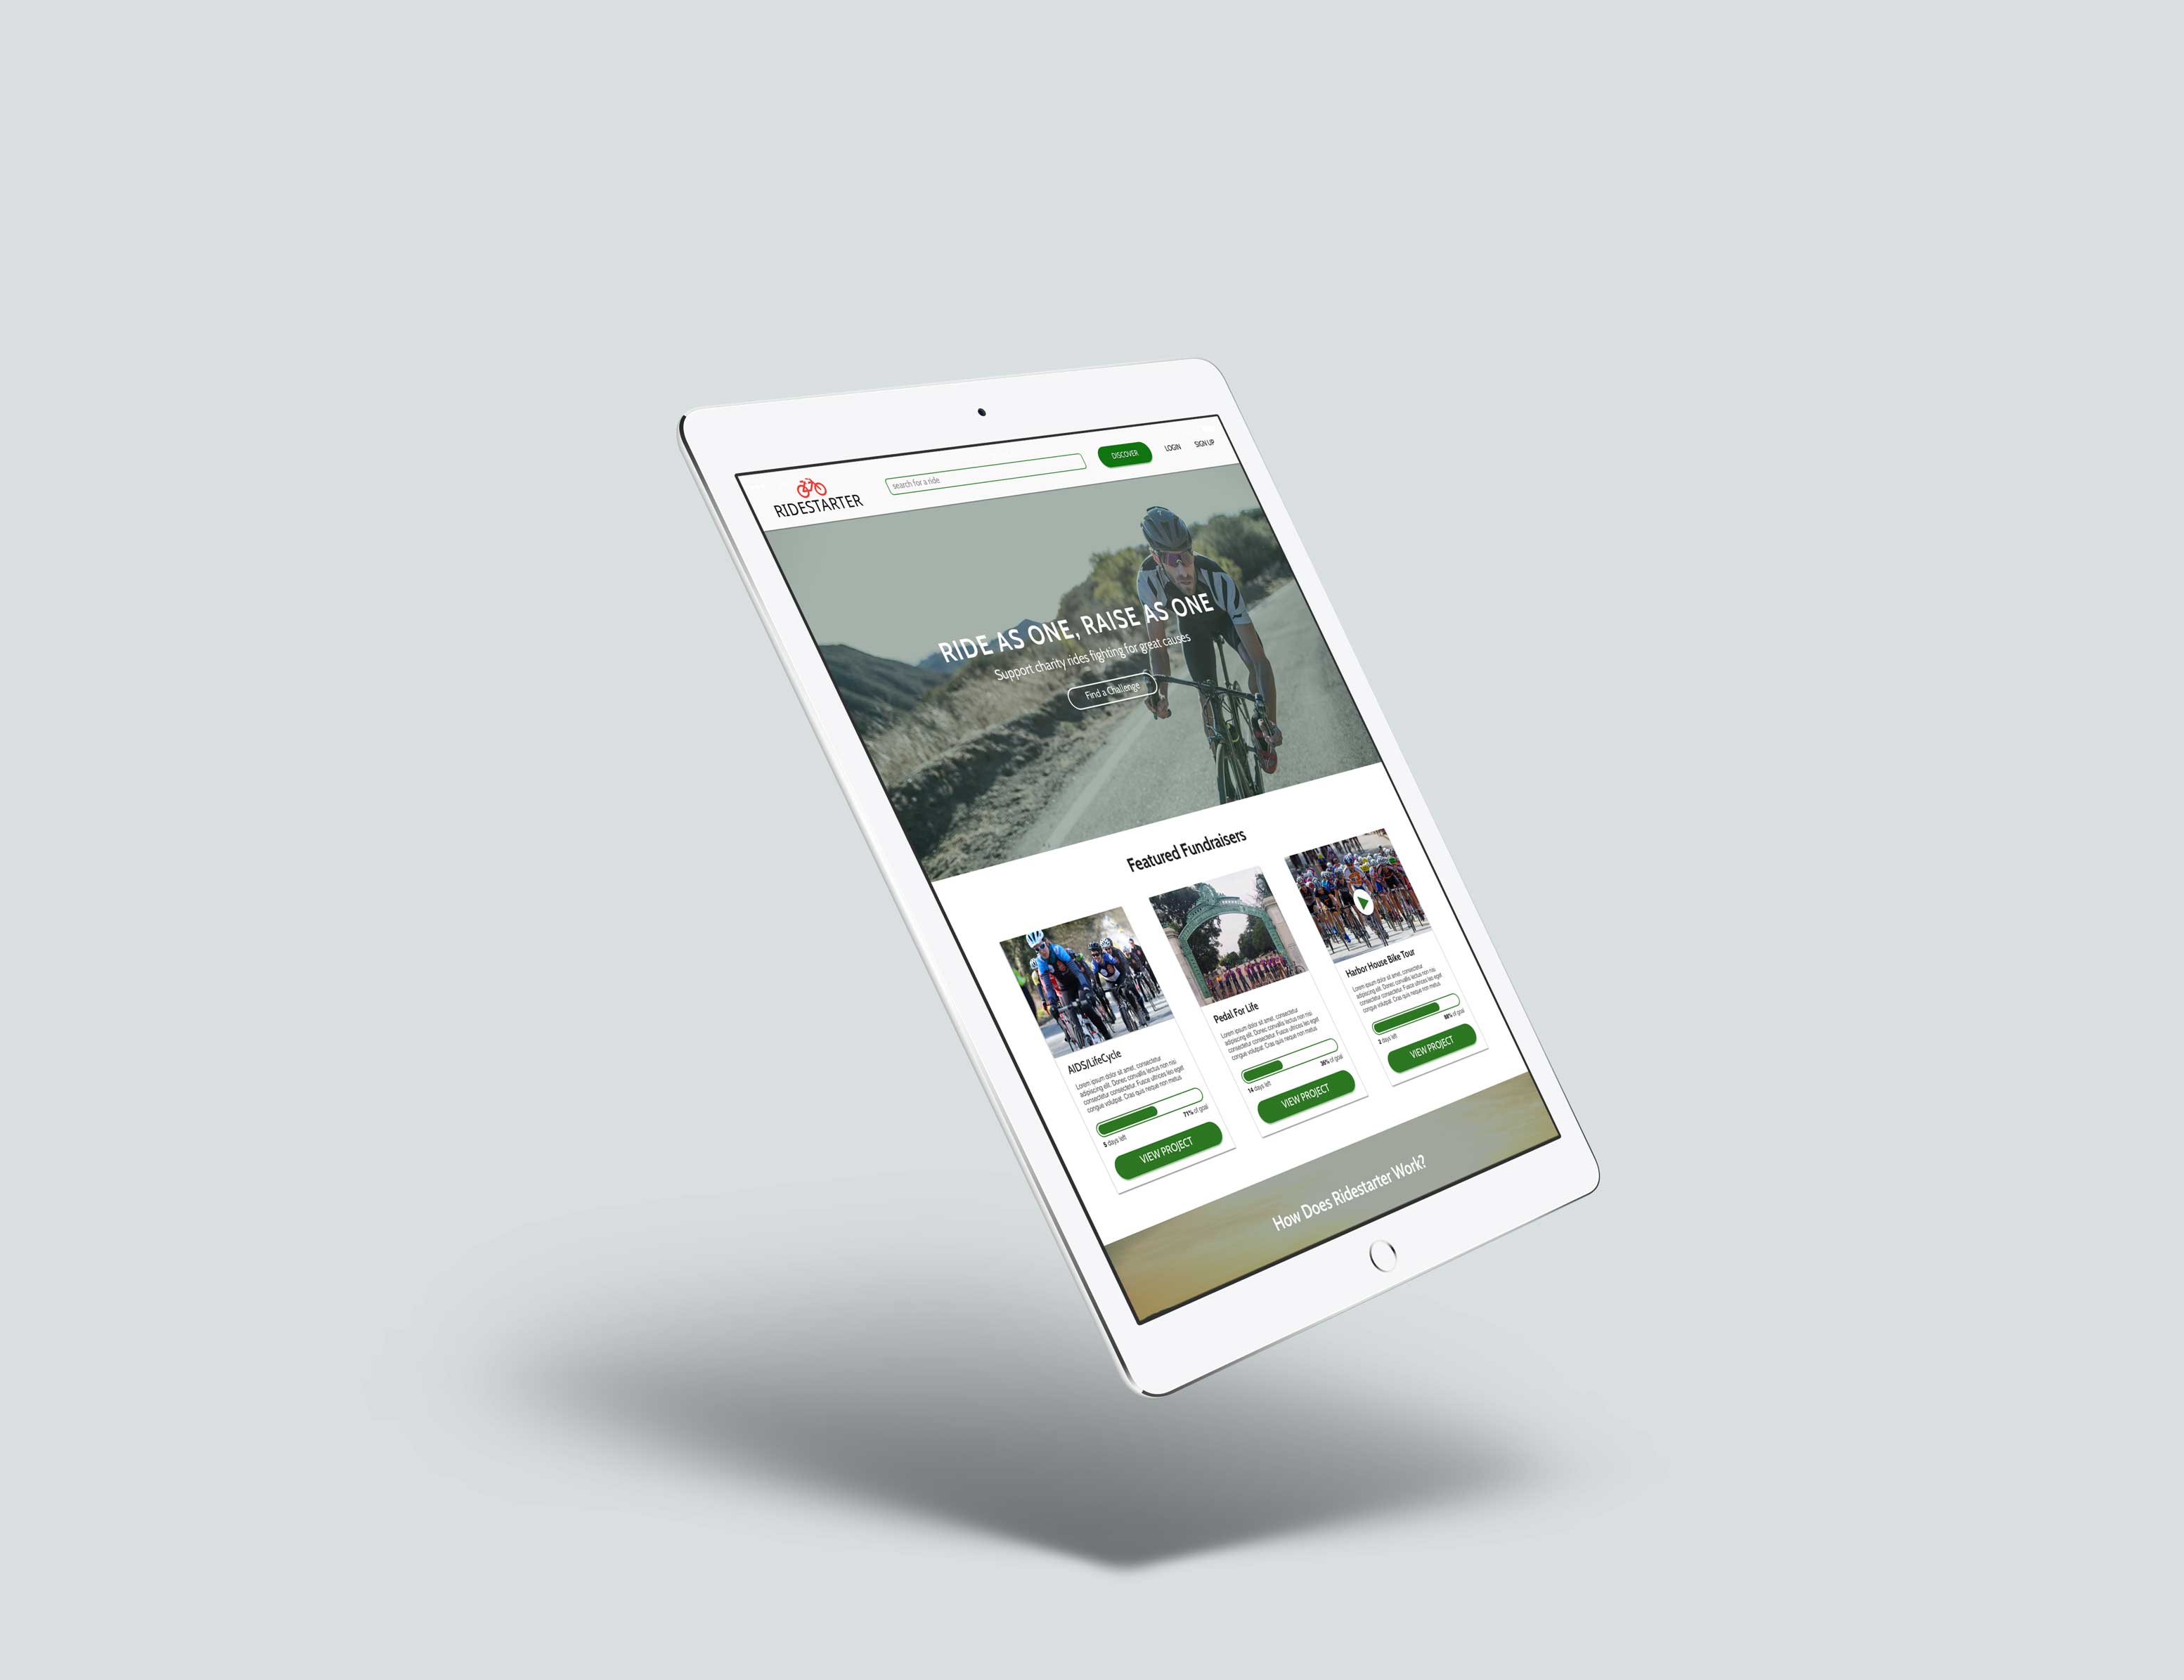 RIDESTARTER
search for a ride
DISCOVER
LOGIN
SIGN UP
RIDE AS ONE, RAISE AS ONE
Support charity rides fighting for great causes
Find a Challenge
Featured Fundraisers
AIDS/LifeCycle
Lorem ipsum dolor sit amet, consectetur
adipiscing elit. Donec convallis lectus non nisi
consectetur consectetur. Fusce ultrices leo eget
congue volutpat. Cras quis neque non metus
5 days left
71% of goal
VIEW PROJECT
Pedal For Life
Lorem ipsum dolor sit amet, consectetur
adipiscing elit. Donec convallis lectus non nisi
consectetur consectetur. Fusce ultrices leo eget
congue volutpat. Cras quis neque non metus
14 days left
36% of goal
VIEW PROJECT
Harbor House Bike Tour
Lorem ipsum dolor sit amet, consectetur
adipiscing elit. Donec convallis lectus non nisi
consectetur consectetur. Fusce ultrices leo eget
congue volutpat. Cras quis neque non metus
2 days left
88% of goal
VIEW PROJECT
How Does Ridestarter Work?